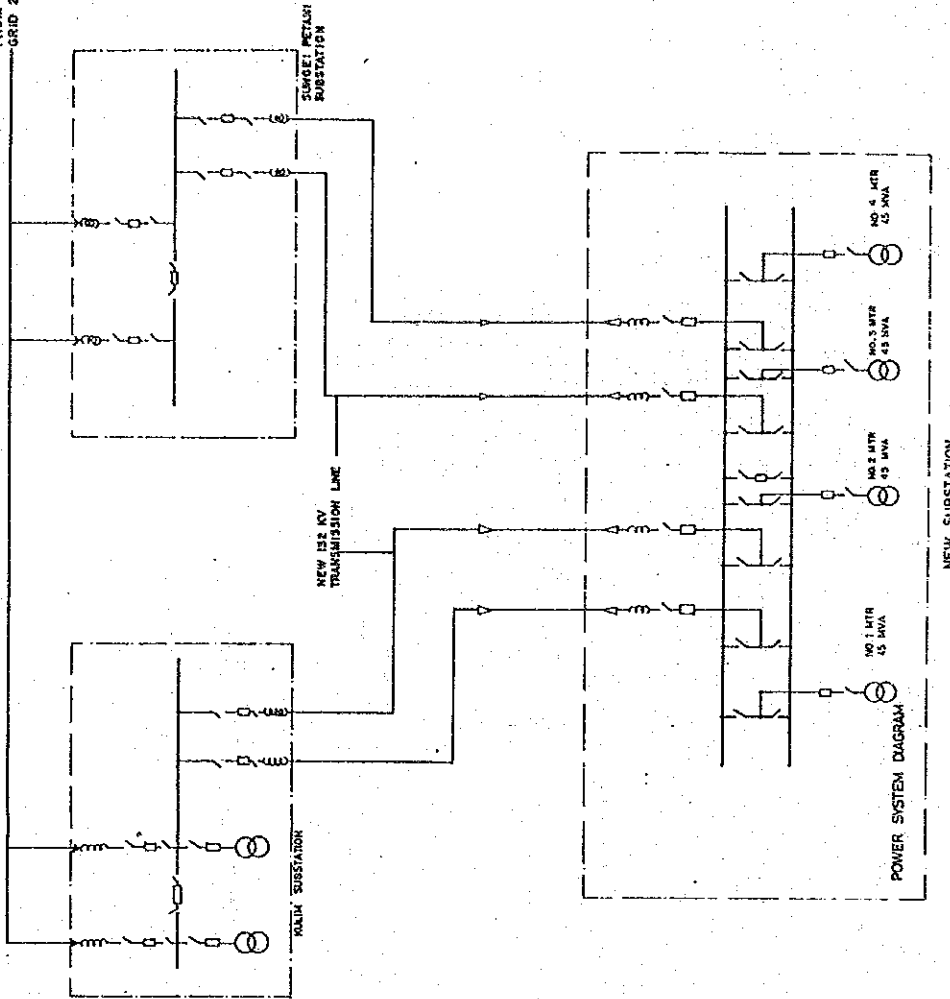 GRID 2
SUNGEI PETANI
SUBSTATION
NEW 132 KV
TRANSMISSION LINE
KULIM SUBSTATION
NO. 4 MTR
45 MVA
NO. 3 MTR
45 MVA
NO. 2 MTR
45 MVA
NO. 1 MTR
45 MVA
POWER SYSTEM DIAGRAM
NEW SUBSTATION